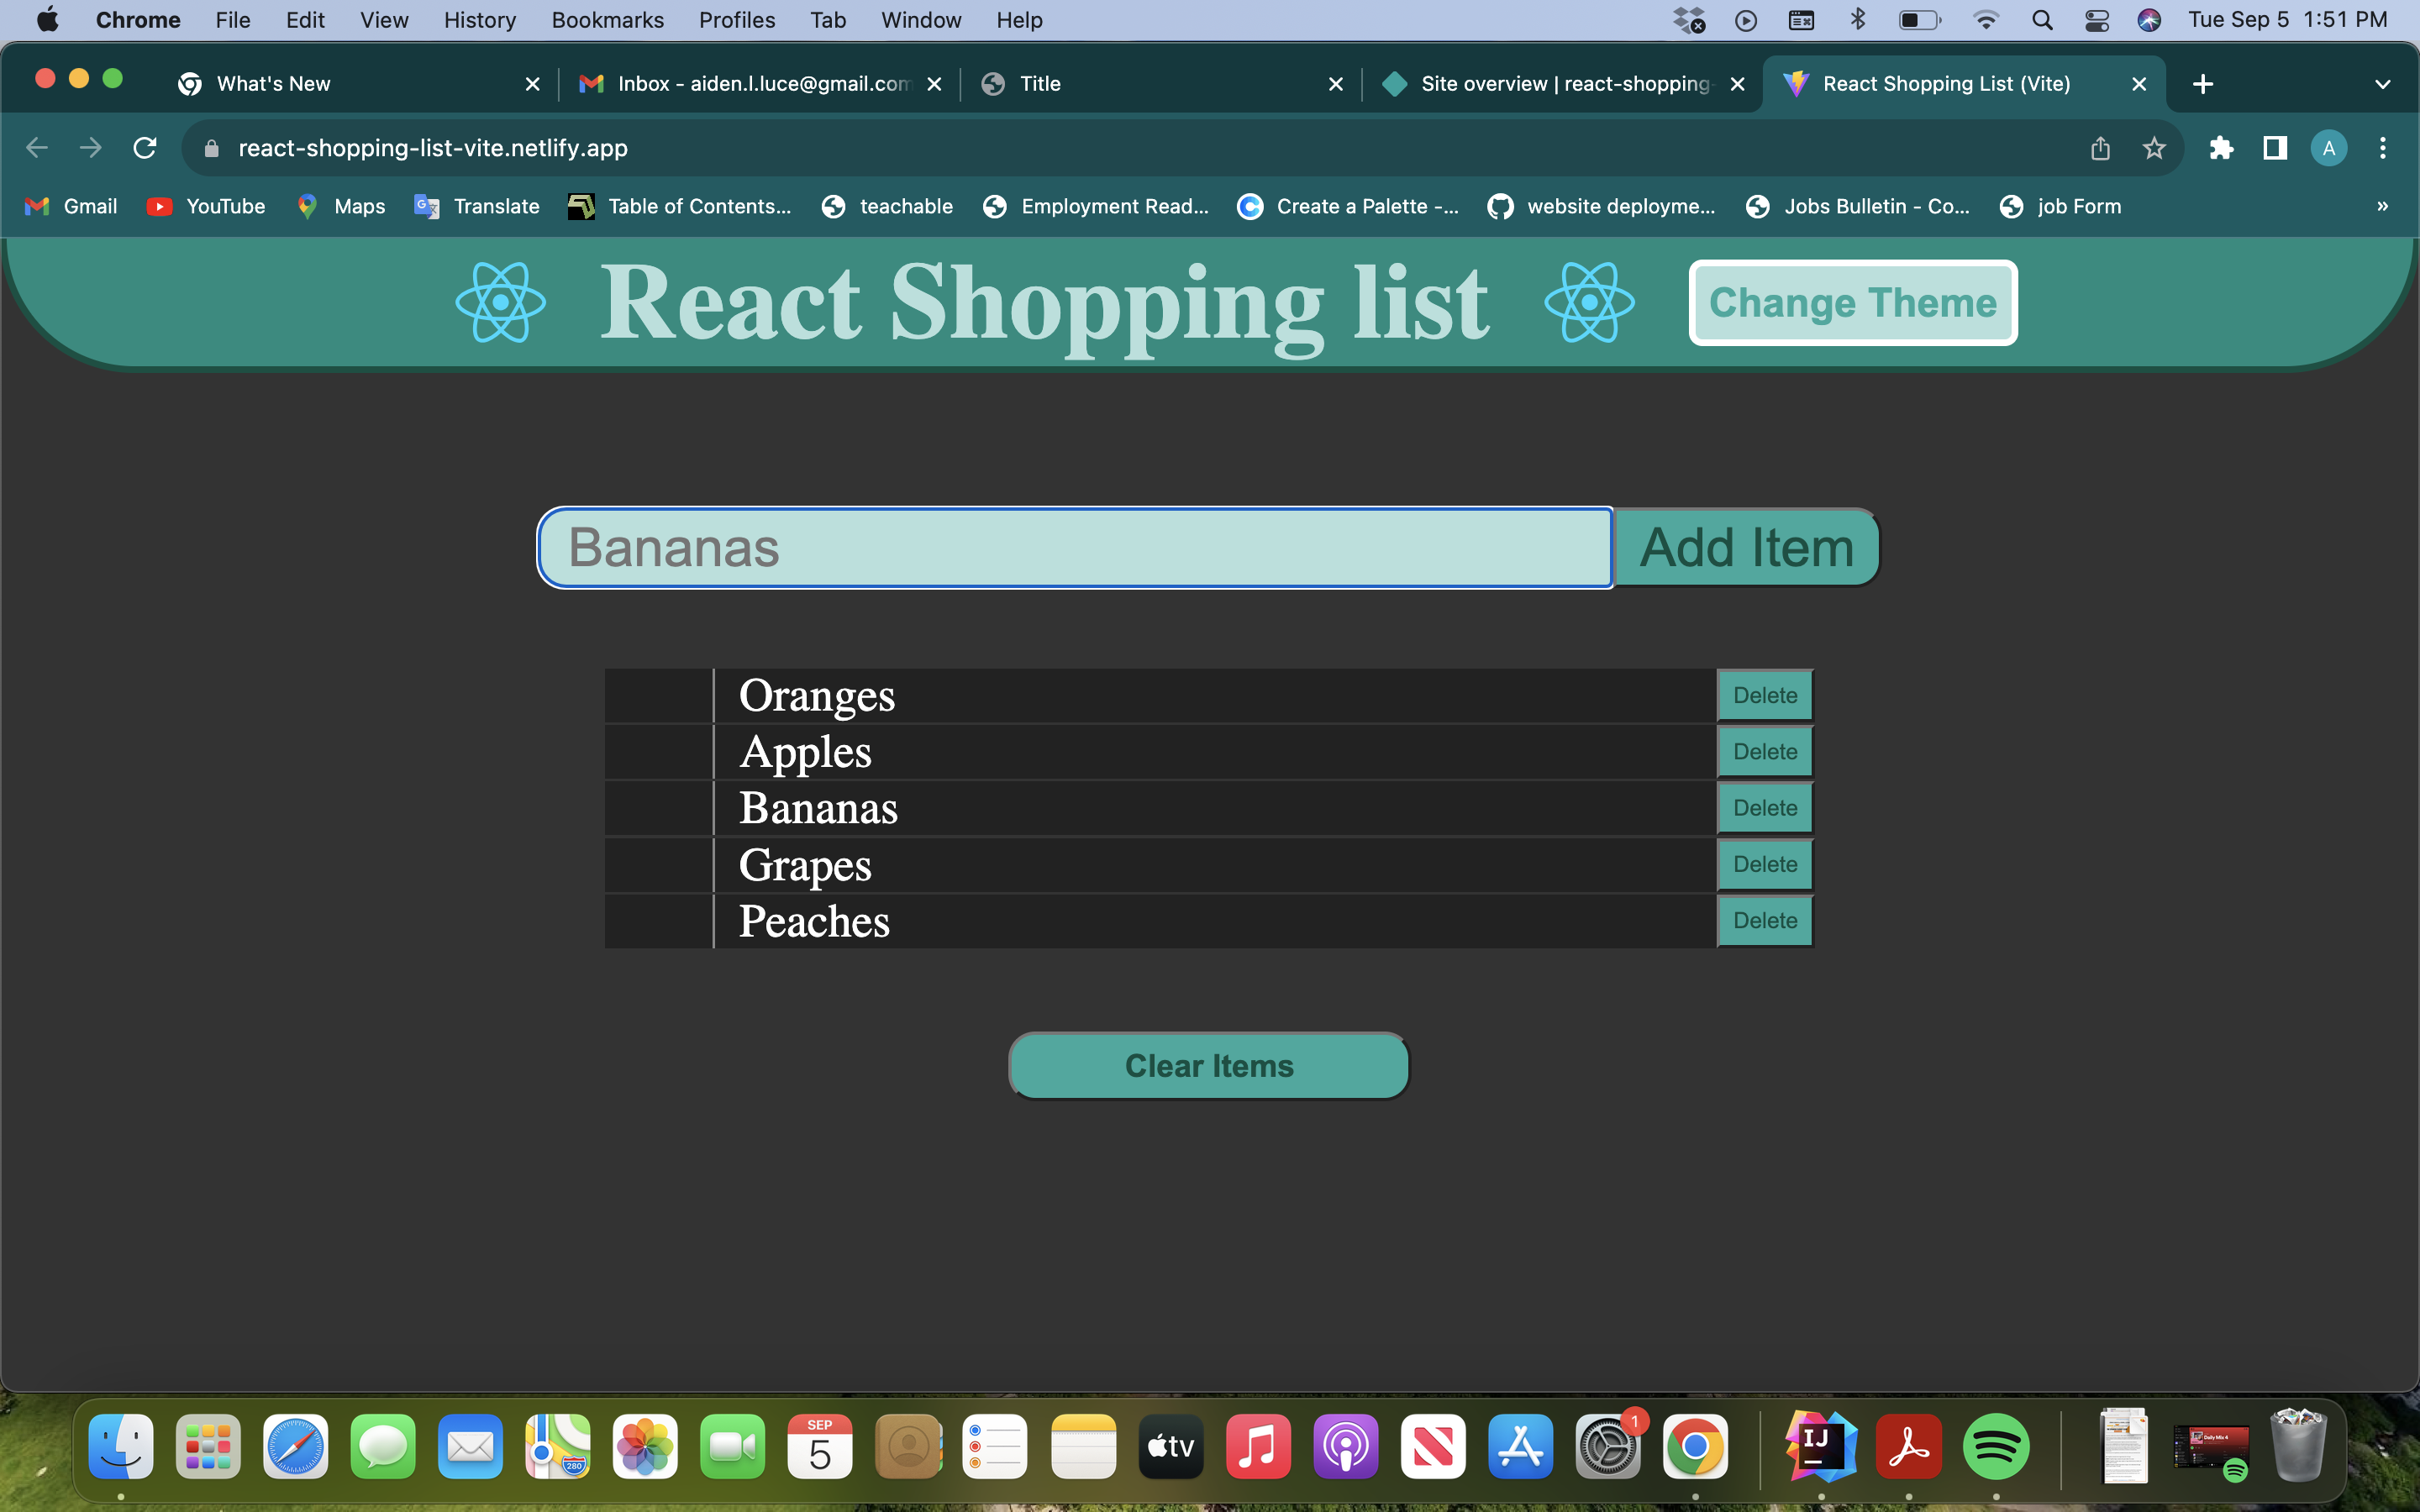 Chrome File Edit View History Bookmarks Profiles Tab Window Help Tue Sep 5 1:51 PM
What's New Inbox - aiden.l.luce@gmail.com Title Site overview | react-shopping- React Shopping List (Vite)
react-shopping-list-vite.netlify.app A
Gmail YouTube Maps Translate Table of Contents... teachable Employment Read... Create a Palette -... website deployme... Jobs Bulletin - Co... job Form »
React Shopping list Change Theme
Bananas Add Item
Oranges Delete
Apples Delete
Bananas Delete
Grapes Delete
Peaches Delete
Clear Items
SEP
5
280
tv
1
IJ